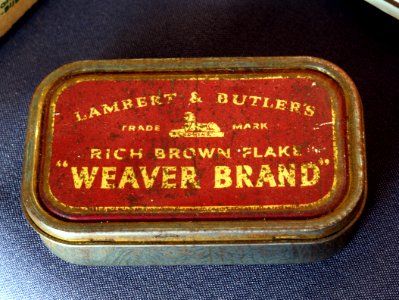 LAMBERT & BUTLER'S
TRADE MARK
RICH BROWN "FLAKE"
"WEAVER BRAND"